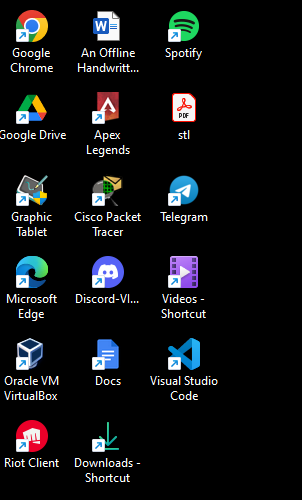 Google
Chrome
An Offline
Handwritt...
Spotify
Google Drive
Apex
Legends
PDF
stl
Graphic
Tablet
Cisco Packet
Tracer
Telegram
Microsoft
Edge
Discord-VI...
Videos -
Shortcut
Oracle VM
VirtualBox
Docs
Visual Studio
Code
Riot Client
Downloads -
Shortcut